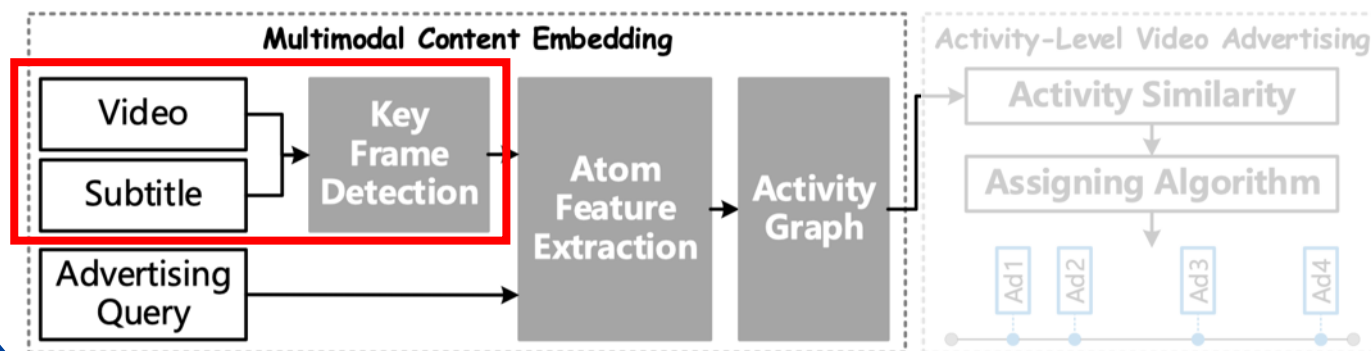 Multimodal Content Embedding
Activity-Level Video Advertising
Video
Subtitle
Key
Frame
Detection
Advertising
Query
Atom
Feature
Extraction
Activity
Graph
Activity Similarity
Assigning Algorithm
Ad1
Ad2
Ad3
Ad4